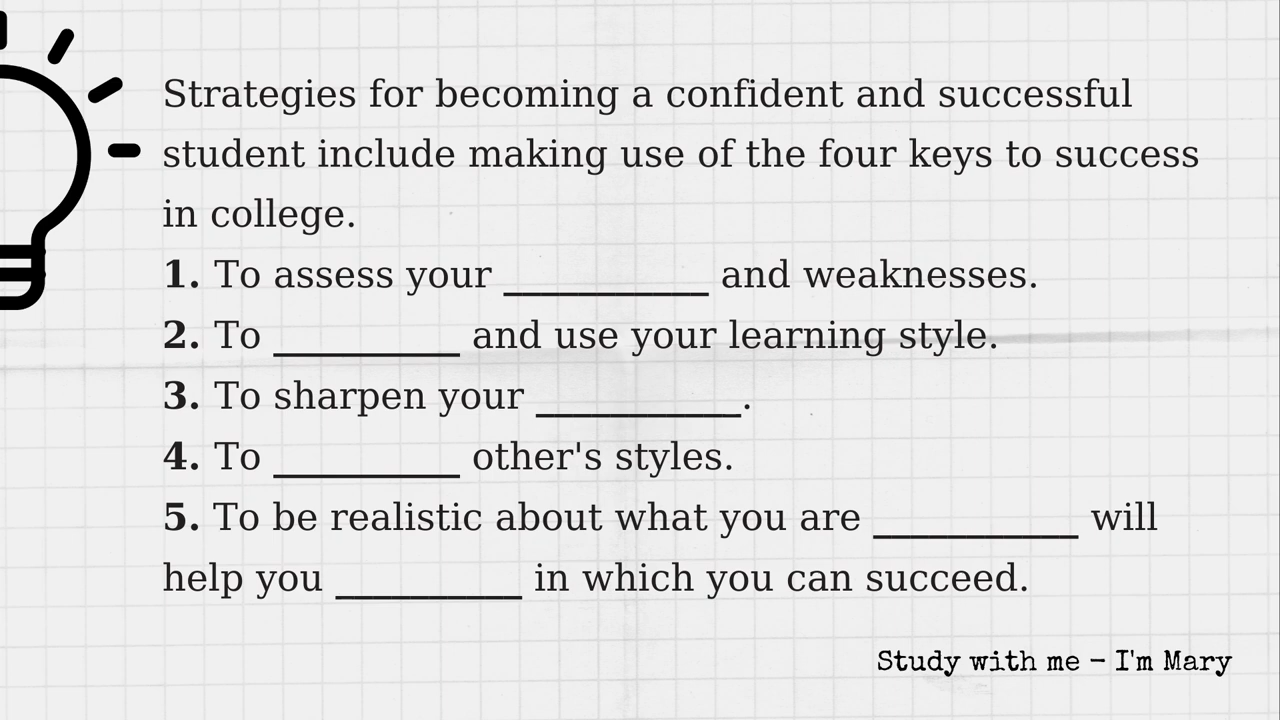 Strategies for becoming a confident and successful
student include making use of the four keys to success
in college.
1. To assess your ___________ and weaknesses.
2. To __________ and use your learning style.
3. To sharpen your ___________.
4. To __________ other's styles.
5. To be realistic about what you are ___________ will
help you __________ in which you can succeed.
Study with me - I'm Mary